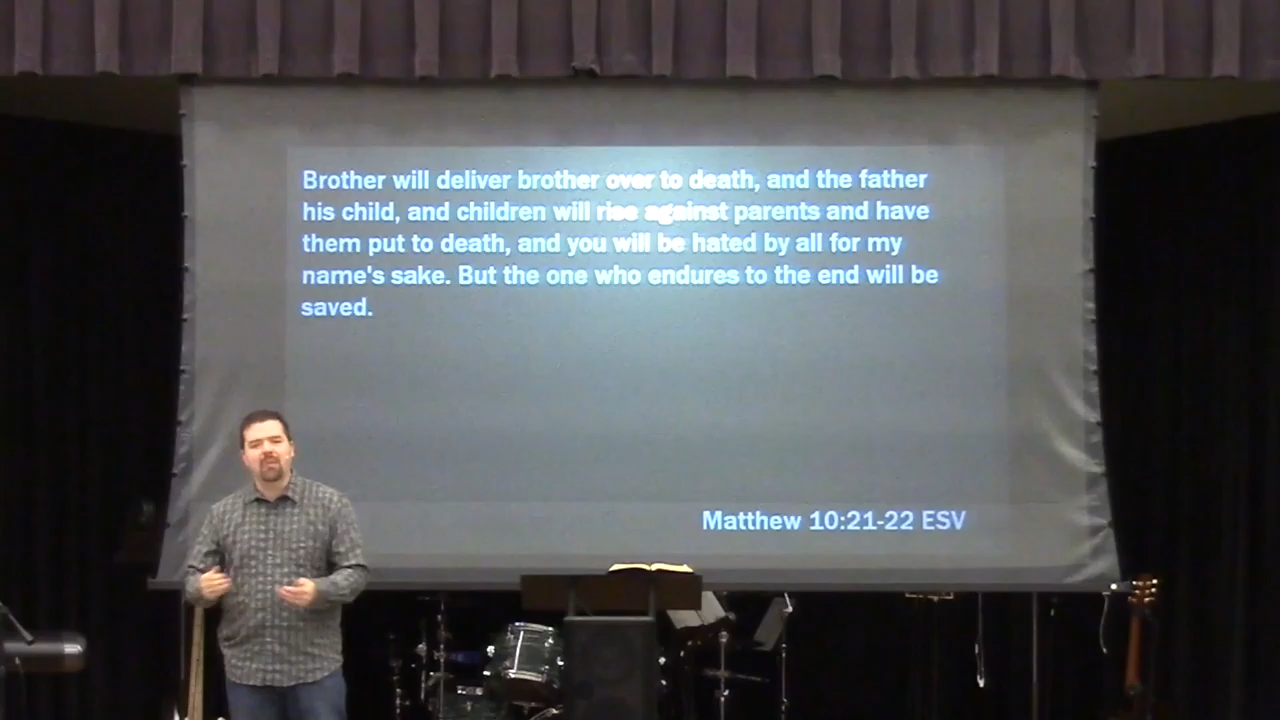 Brother will deliver brother over to death, and the father
his child, and children will rise against parents and have
them put to death, and you will be hated by all for my
name's sake. But the one who endures to the end will be
saved.
Matthew 10:21-22 ESV